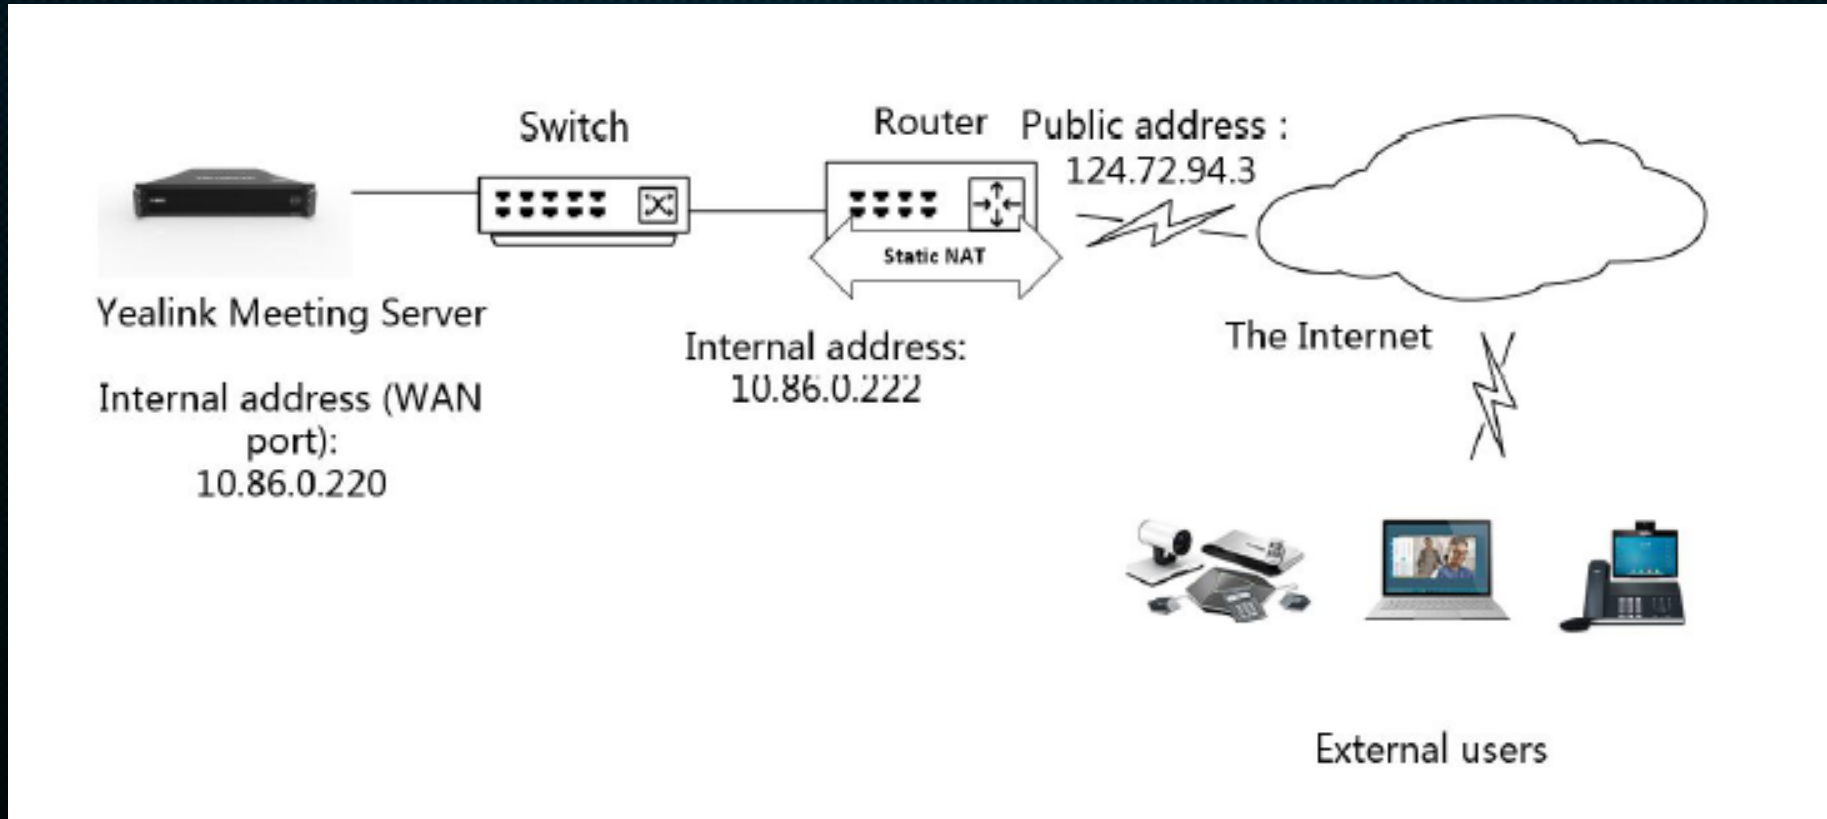 Switch
Router
Public address :
124.72.94.3
Static NAT
Yealink Meeting Server
Internal address:
10.86.0.222
The Internet
Internal address (WAN
port):
10.86.0.220
External users